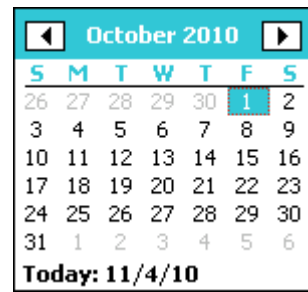 October 2010
S M T W T F S
26 27 28 29 30 1 2
3 4 5 6 7 8 9
10 11 12 13 14 15 16
17 18 19 20 21 22 23
24 25 26 27 28 29 30
31 1 2 3 4 5 6
Today: 11/4/10